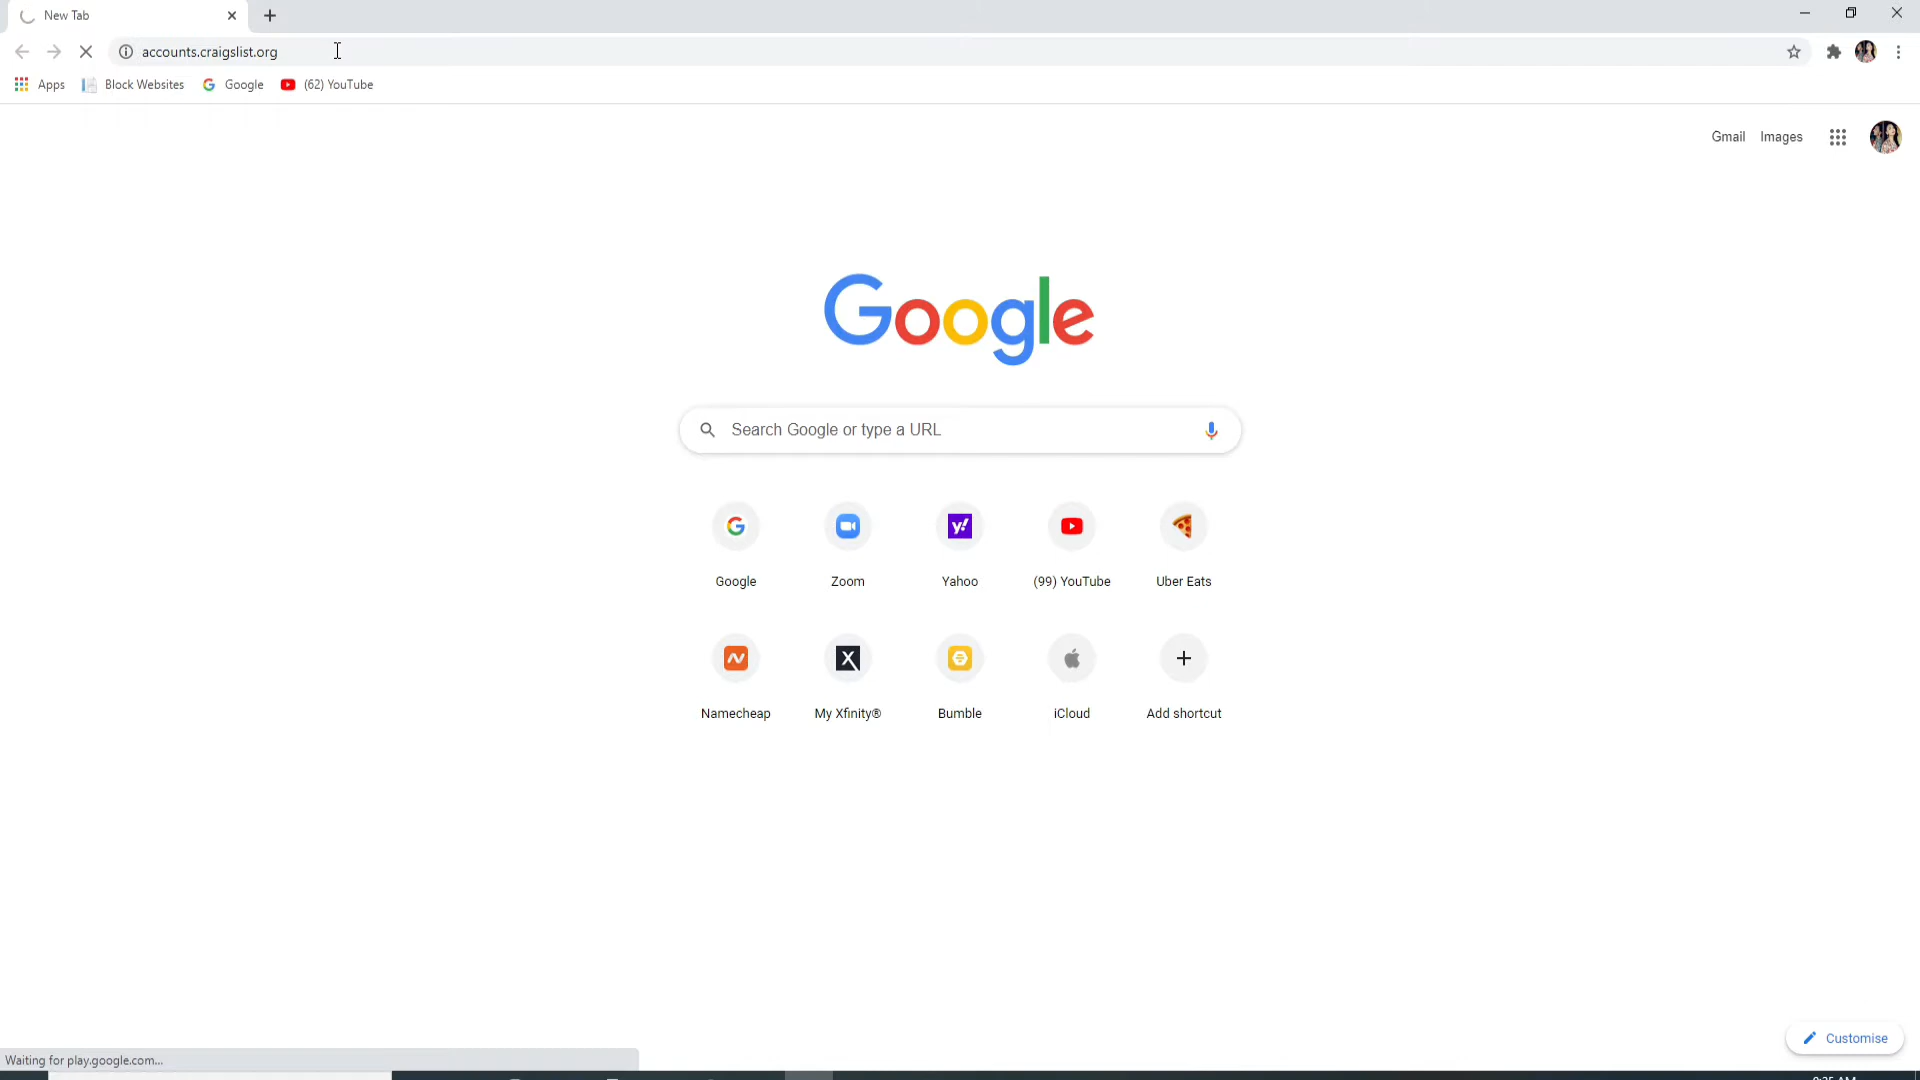 New Tab
accounts.craigslist.org
Apps Block Websites Google (62) YouTube
Gmail Images
Google
Search Google or type a URL
Google Zoom Yahoo (99) YouTube Uber Eats
Namecheap My Xfinity® Bumble iCloud Add shortcut
Customise
Waiting for play.google.com...